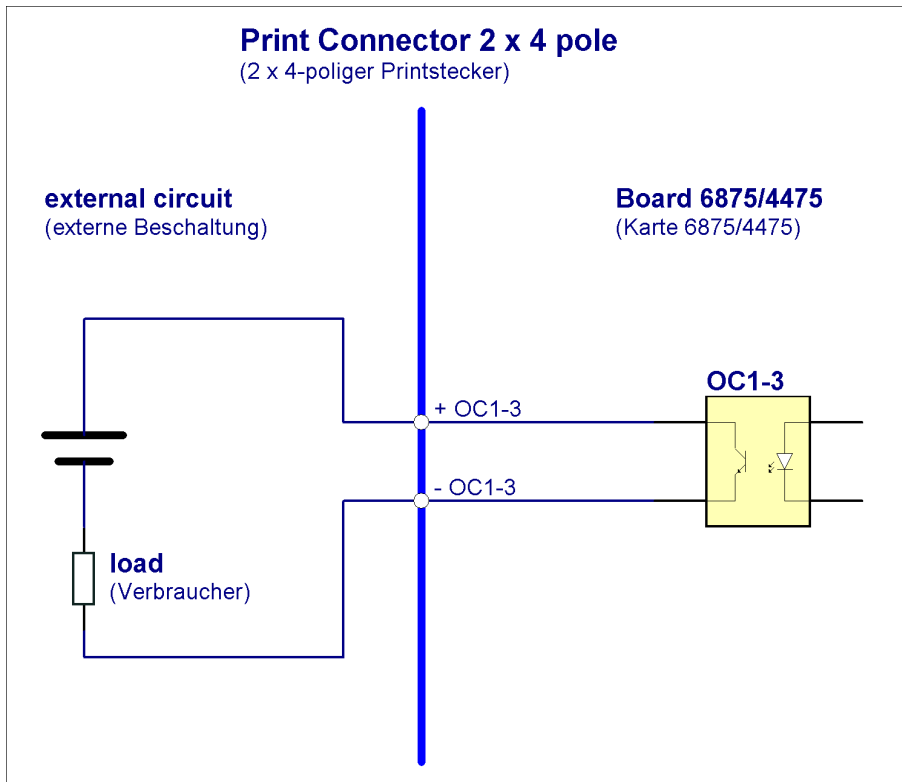 Print Connector 2 x 4 pole
(2 x 4-poliger Printstecker)
external circuit
(externe Beschaltung)
Board 6875/4475
(Karte 6875/4475)
OC1-3
+ OC1-3
- OC1-3
load
(Verbraucher)